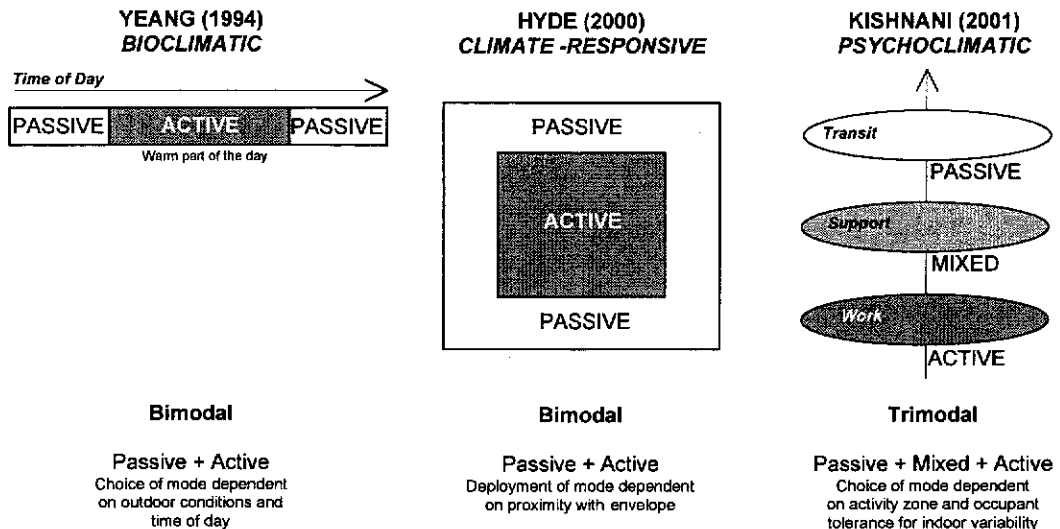 YEANG (1994)
BIOCLIMATIC
Time of Day
PASSIVE ACTIVE PASSIVE
Warm part of the day
Bimodal
Passive + Active
Choice of mode dependent
on outdoor conditions and
time of day
HYDE (2000)
CLIMATE -RESPONSIVE
PASSIVE
ACTIVE
PASSIVE
Bimodal
Passive + Active
Deployment of mode dependent
on proximity with envelope
KISHNANI (2001)
PSYCHOCLIMATIC
Transit
PASSIVE
Support
MIXED
Work
ACTIVE
Trimodal
Passive + Mixed + Active
Choice of mode dependent
on activity zone and occupant
tolerance for indoor variability